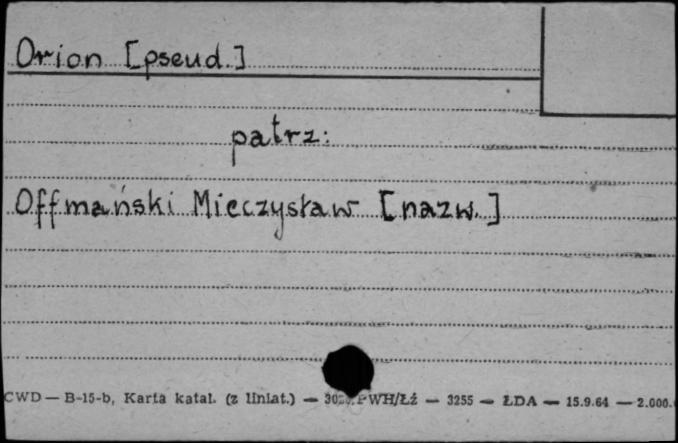 Orion [pseud.]
patrz:
Offmański Mieczysław [nazw.]
CWD — B-15-b, Karta katal. (z liniat.) — PWH/Łź — 3255 — ŁDA — 15.9.64 — 2.000.